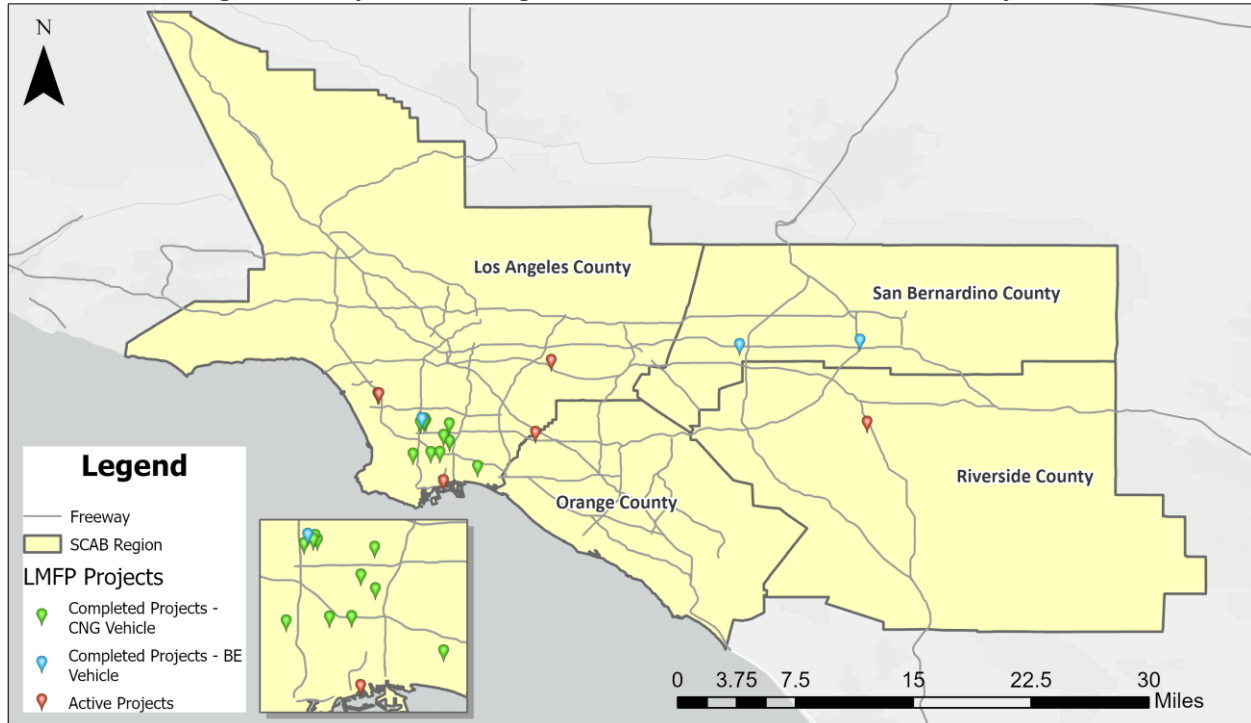 N
Los Angeles County
San Bernardino County
Riverside County
Orange County
Legend
Freeway
SCAB Region
LMFP Projects
Completed Projects -
CNG Vehicle
Completed Projects - BE
Vehicle
Active Projects
0 3.75 7.5 15 22.5 30
Miles